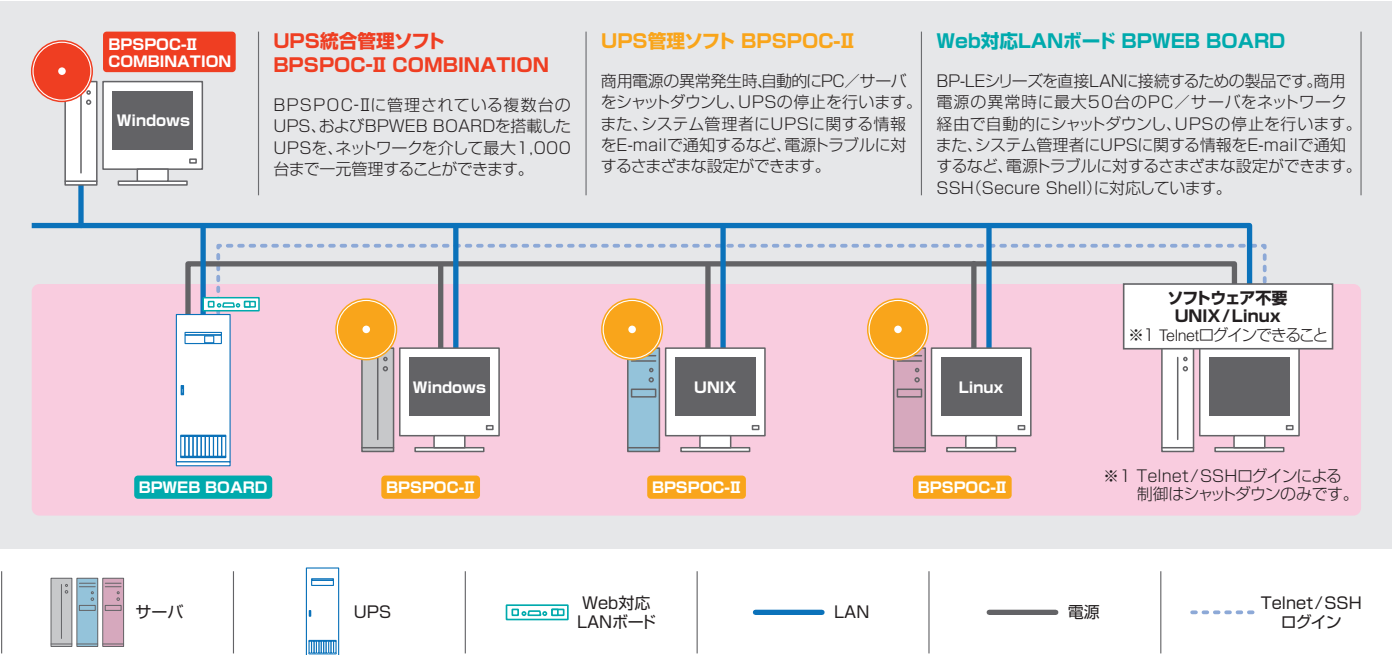 BPSPOC-Ⅱ
COMBINATION
Windows
UPS統合管理ソフト
BPSPOC-Ⅱ COMBINATION
BPSPOC-Ⅱに管理されている複数台の
UPS、およびBPWEB BOARDを搭載した
UPSを、ネットワークを介して最大1,000
台まで一元管理することができます。
UPS管理ソフト BPSPOC-Ⅱ
商用電源の異常発生時、自動的にPC／サーバ
をシャットダウンし、UPSの停止を行います。
また、システム管理者にUPSに関する情報
をE-mailで通知するなど、電源トラブルに対
するさまざまな設定ができます。
Web対応LANボード BPWEB BOARD
BP-LEシリーズを直接LANに接続するための製品です。商用
電源の異常時に最大50台のPC／サーバをネットワーク
経由で自動的にシャットダウンし、UPSの停止を行います。
また、システム管理者にUPSに関する情報をE-mailで通知
するなど、電源トラブルに対するさまざまな設定ができます。
SSH(Secure Shell)に対応しています。
ソフトウェア不要
UNIX/Linux
※1 Telnetログインできること
Windows
UNIX
Linux
BPWEB BOARD
BPSPOC-Ⅱ
BPSPOC-Ⅱ
BPSPOC-Ⅱ
※1 Telnet/SSHログインによる
制御はシャットダウンのみです。
サーバ
UPS
Web対応
LANボード
LAN
電源
Telnet/SSH
ログイン